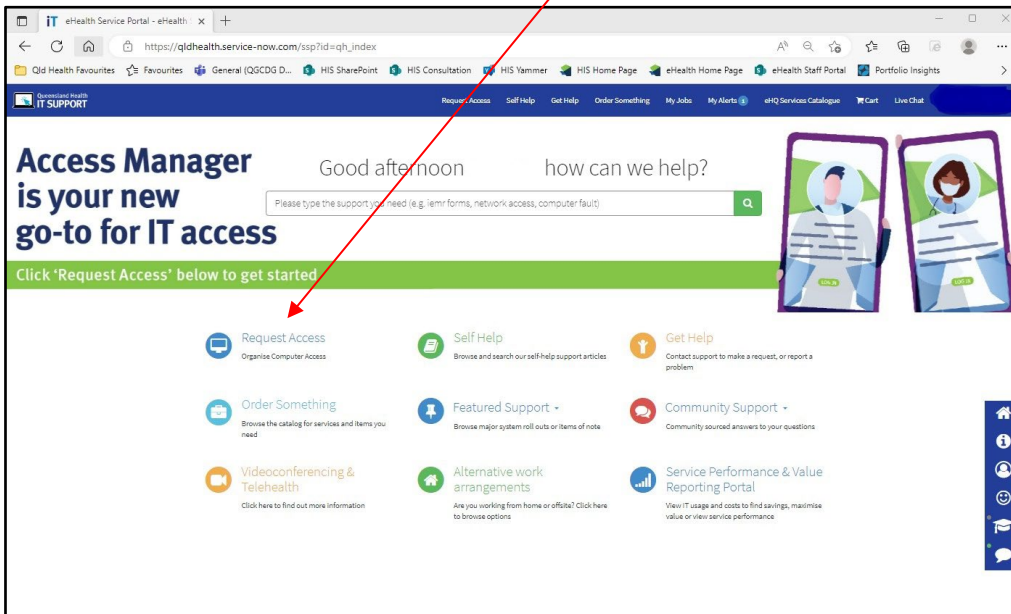 eHealth Service Portal - eHealth
https://qldhealth.service-now.com/ssp?id=qh_index
Qld Health Favourites Favourites General (QGCDG D... HIS SharePoint HIS Consultation HIS Yammer HIS Home Page eHealth Home Page eHealth Staff Portal Portfolio Insights
Queensland Health
IT SUPPORT
Request Access Self Help Get Help Order Something My Jobs My Alerts 1 eHQ Services Catalogue Cart Live Chat
Access Manager
is your new
go-to for IT access
Good afternoon how can we help?
Please type the support you need (e.g. iemr forms, network access, computer fault)
Click 'Request Access' below to get started
LOG IN
LOG IN
Request Access
Organise Computer Access
Self Help
Browse and search our self-help support articles
Get Help
Contact support to make a request, or report a
problem
Order Something
Browse the catalog for services and items you
need
Featured Support
Browse major system roll outs or items of note
Community Support
Community sourced answers to your questions
Videoconferencing &
Telehealth
Click here to find out more information
Alternative work
arrangements
Are you working from home or offsite? Click here
to browse options
Service Performance & Value
Reporting Portal
View IT usage and costs to find savings, maximise
value or view service performance